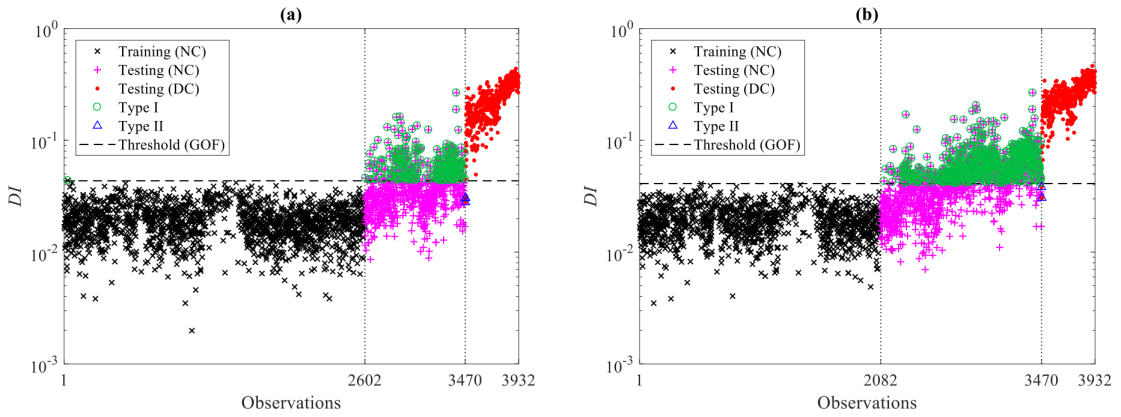 (a)
10^0
10^-1
10^-2
10^-3
DI
Training (NC)
Testing (NC)
Testing (DC)
Type I
Type II
Threshold (GOF)
1
2602
3470
3932
Observations
(b)
10^0
10^-1
10^-2
10^-3
DI
Training (NC)
Testing (NC)
Testing (DC)
Type I
Type II
Threshold (GOF)
1
2082
3470
3932
Observations